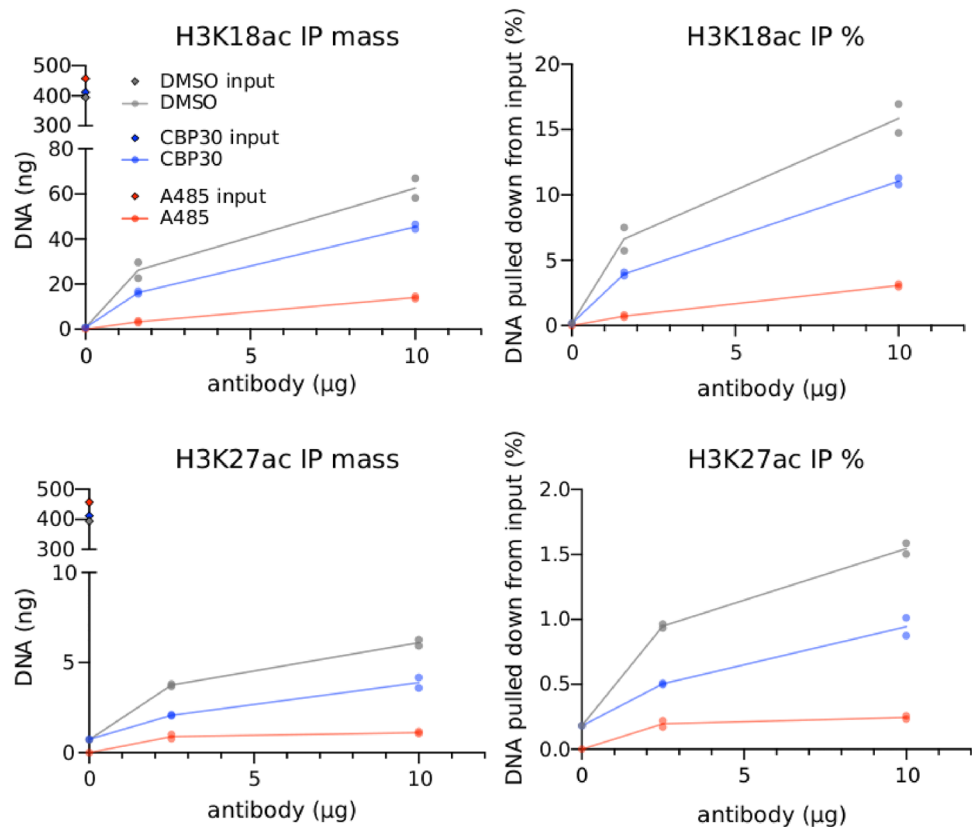 H3K18ac IP mass
500
400
300
80
60
40
20
0
DNA (ng)
DMSO input
DMSO
CBP30 input
CBP30
A485 input
A485
0
5
10
antibody (μg)
H3K18ac IP %
20
15
10
5
0
DNA pulled down from input (%)
0
5
10
antibody (μg)
H3K27ac IP mass
500
400
300
10
5
0
DNA (ng)
0
5
10
antibody (μg)
H3K27ac IP %
2.0
1.5
1.0
0.5
0.0
DNA pulled down from input (%)
0
5
10
antibody (μg)